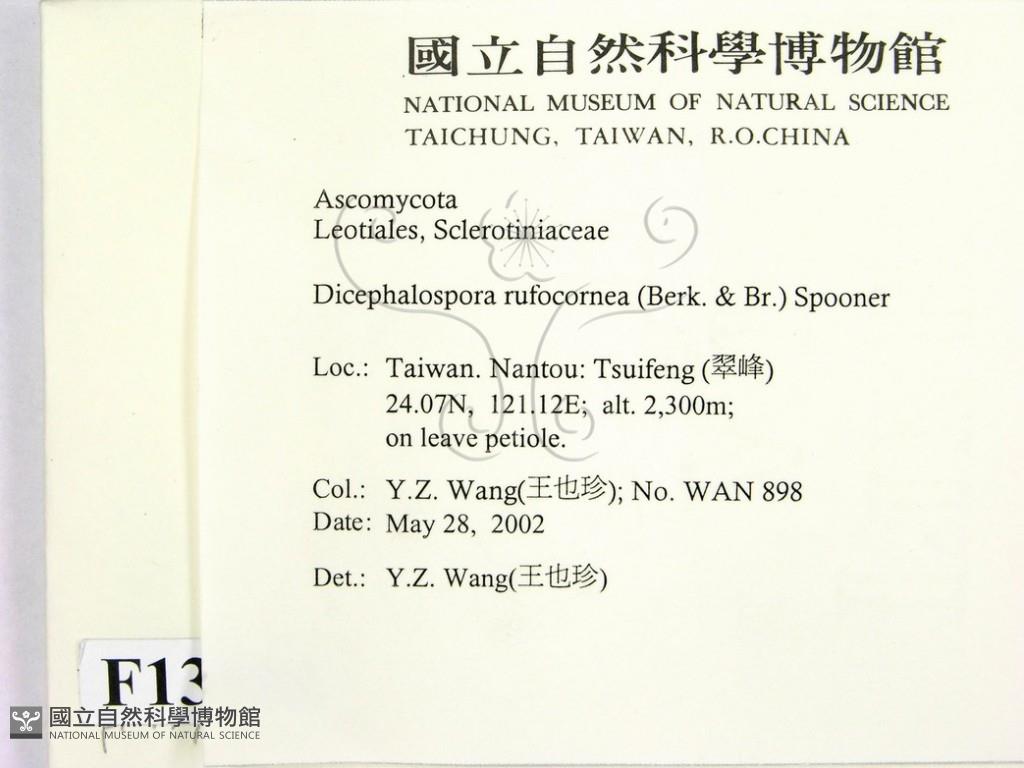 國立自然科學博物館
NATIONAL MUSEUM OF NATURAL SCIENCE
TAICHUNG, TAIWAN, R.O.CHINA
Ascomycota
Leotiales, Sclerotiniaceae
Dicephalospora rufocornea (Berk. & Br.) Spooner
Loc.: Taiwan. Nantou: Tsuifeng (翠峰)
24.07N, 121.12E; alt. 2,300m;
on leave petiole.
Col.: Y.Z. Wang(王也珍); No. WAN 898
Date: May 28, 2002
Det.: Y.Z. Wang(王也珍)
F13
國立自然科學博物館
NATIONAL MUSEUM OF NATURAL SCIENCE